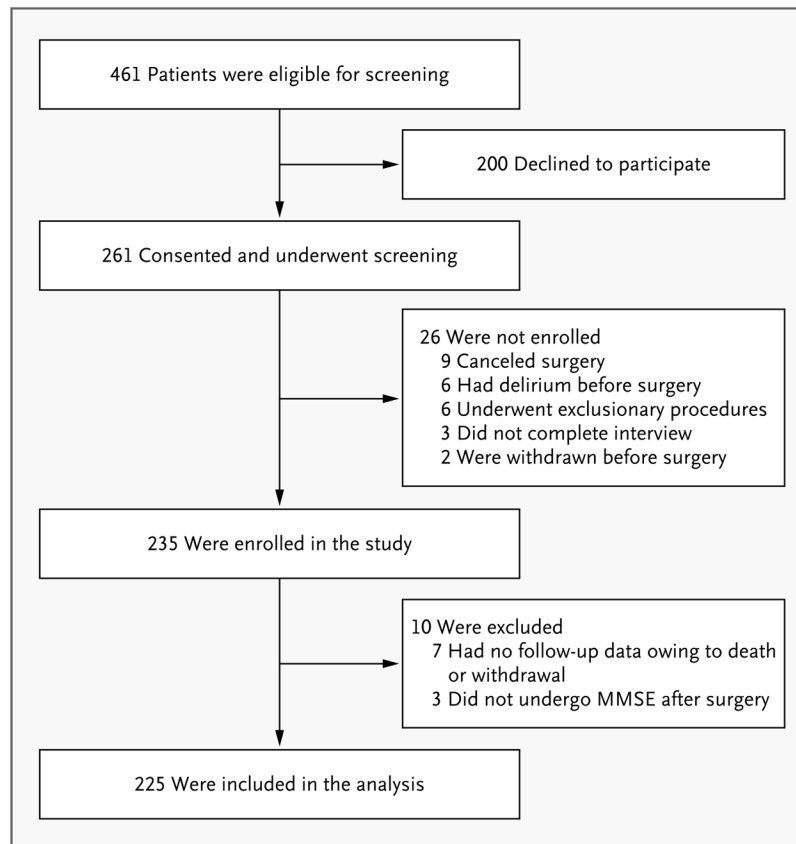 461 Patients were eligible for screening
200 Declined to participate
261 Consented and underwent screening
26 Were not enrolled
9 Canceled surgery
6 Had delirium before surgery
6 Underwent exclusionary procedures
3 Did not complete interview
2 Were withdrawn before surgery
235 Were enrolled in the study
10 Were excluded
7 Had no follow-up data owing to death
or withdrawal
3 Did not undergo MMSE after surgery
225 Were included in the analysis